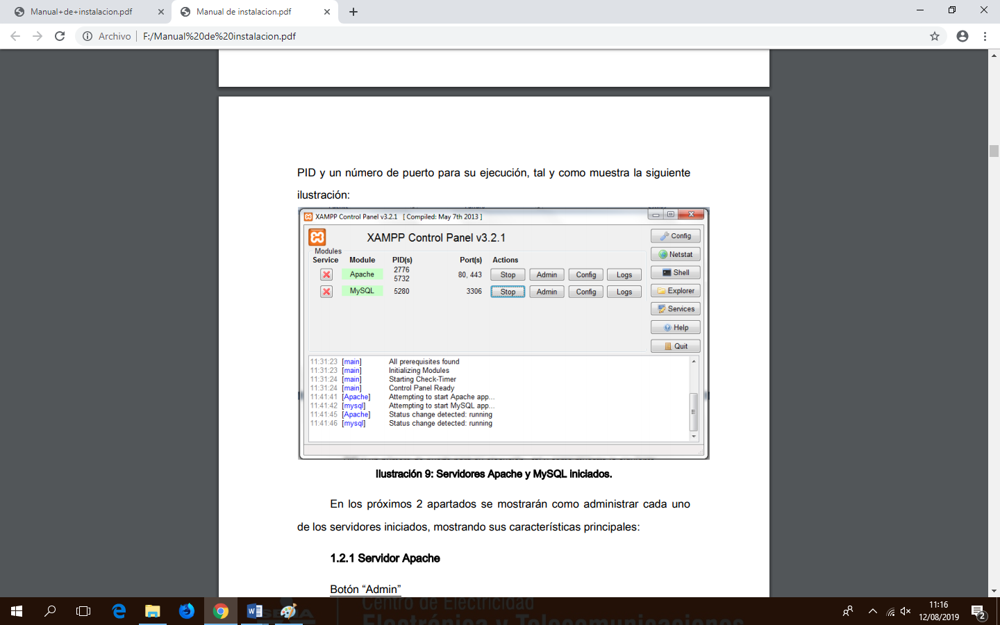 Manual+de+instalacion.pdf
Manual de instalacion.pdf
Archivo
F:/Manual%20de%20instalacion.pdf
PID y un número de puerto para su ejecución, tal y como muestra la siguiente
ilustración:
XAMPP Control Panel v3.2.1 [ Compiled: May 7th 2013 ]
XAMPP Control Panel v3.2.1
Config
Modules
Service Module PID(s) Port(s) Actions
Netstat
Apache 2776 5732 80, 443 Stop Admin Config Logs
Shell
MySQL 5280 3306 Stop Admin Config Logs
Explorer
Services
Help
Quit
11:31:23 [main] All prerequisites found
11:31:23 [main] Initializing Modules
11:31:24 [main] Starting Check-Timer
11:31:24 [main] Control Panel Ready
11:41:41 [Apache] Attempting to start Apache app...
11:41:42 [mysql] Attempting to start MySQL app...
11:41:45 [Apache] Status change detected: running
11:41:46 [mysql] Status change detected: running
Ilustración 9: Servidores Apache y MySQL iniciados.
En los próximos 2 apartados se mostrarán como administrar cada uno
de los servidores iniciados, mostrando sus características principales:
1.2.1 Servidor Apache
Botón “Admin”
Centro de Electricidad
Electrónica y Telecomunicaciones
11:16
12/08/2019
2